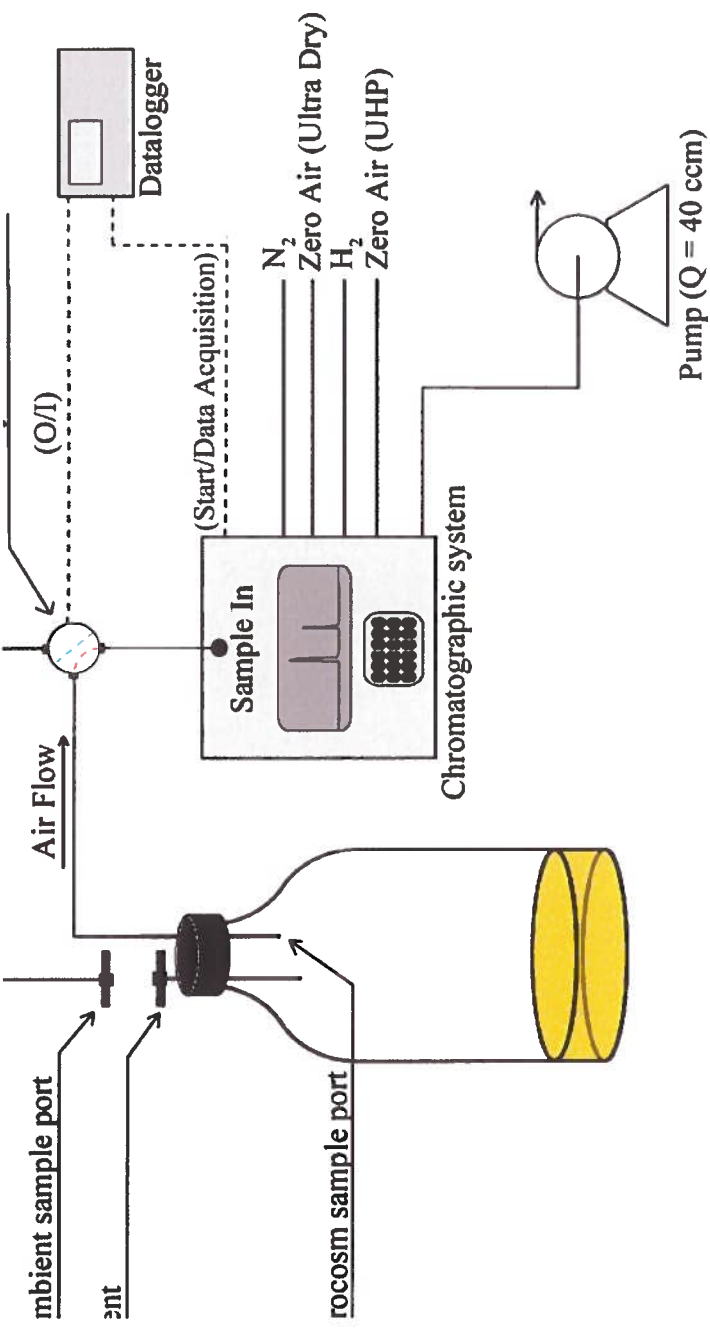 mbient sample port
ent
rocosm sample port
Air Flow
(O/I)
Datalogger
(Start/Data Acquisition)
Sample In
N2
Zero Air (Ultra Dry)
H2
Zero Air (UHP)
Chromatographic system
Pump (Q = 40 ccm)